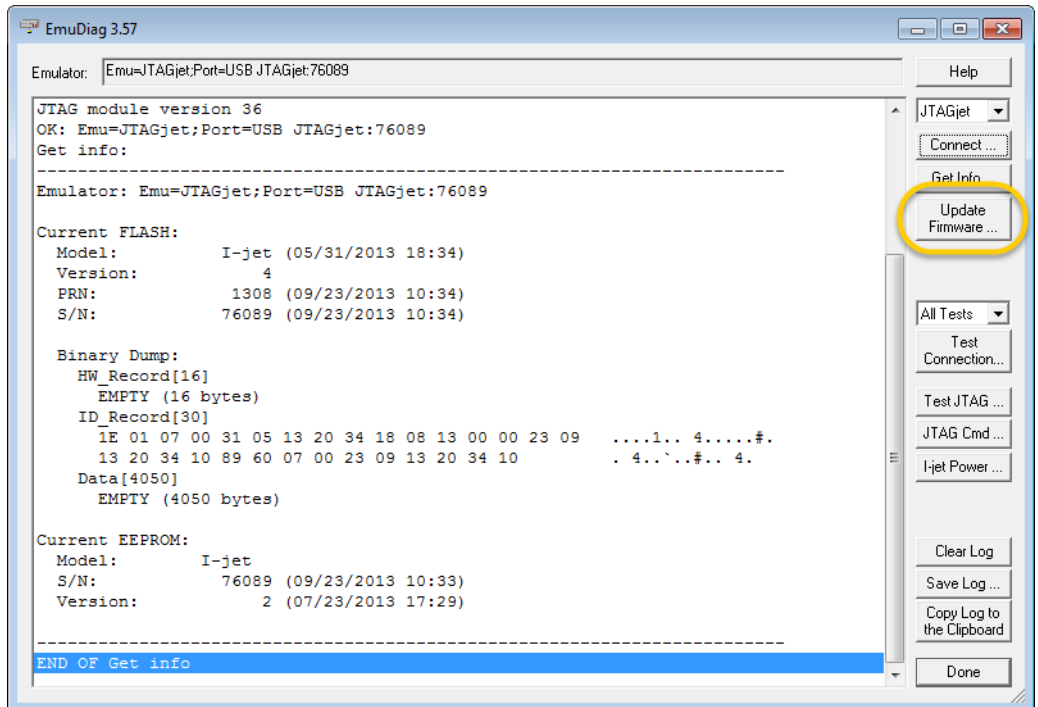 EmuDiag 3.57
Emulator: Emu=JTAGjet;Port=USB JTAGjet:76089
JTAG module version 36
OK: Emu=JTAGjet;Port=USB JTAGjet:76089
Get info:
-------------------------------------------------------------------------
Emulator: Emu=JTAGjet;Port=USB JTAGjet:76089
Current FLASH:
Model: I-jet (05/31/2013 18:34)
Version: 4
PRN: 1308 (09/23/2013 10:34)
S/N: 76089 (09/23/2013 10:34)
Binary Dump:
HW_Record[16]
EMPTY (16 bytes)
ID_Record[30]
1E 01 07 00 31 05 13 20 34 18 08 13 00 00 23 09 ....1.. 4.....#.
13 20 34 10 89 60 07 00 23 09 13 20 34 10 . 4..`..#.. 4.
Data[4050]
EMPTY (4050 bytes)
Current EEPROM:
Model: I-jet
S/N: 76089 (09/23/2013 10:33)
Version: 2 (07/23/2013 17:29)
-------------------------------------------------------------------------
END OF Get info
Help
JTAGjet
Connect ...
Get Info
Update
Firmware ...
All Tests
Test
Connection...
Test JTAG ...
JTAG Cmd ...
I-jet Power ...
Clear Log
Save Log ...
Copy Log to
the Clipboard
Done